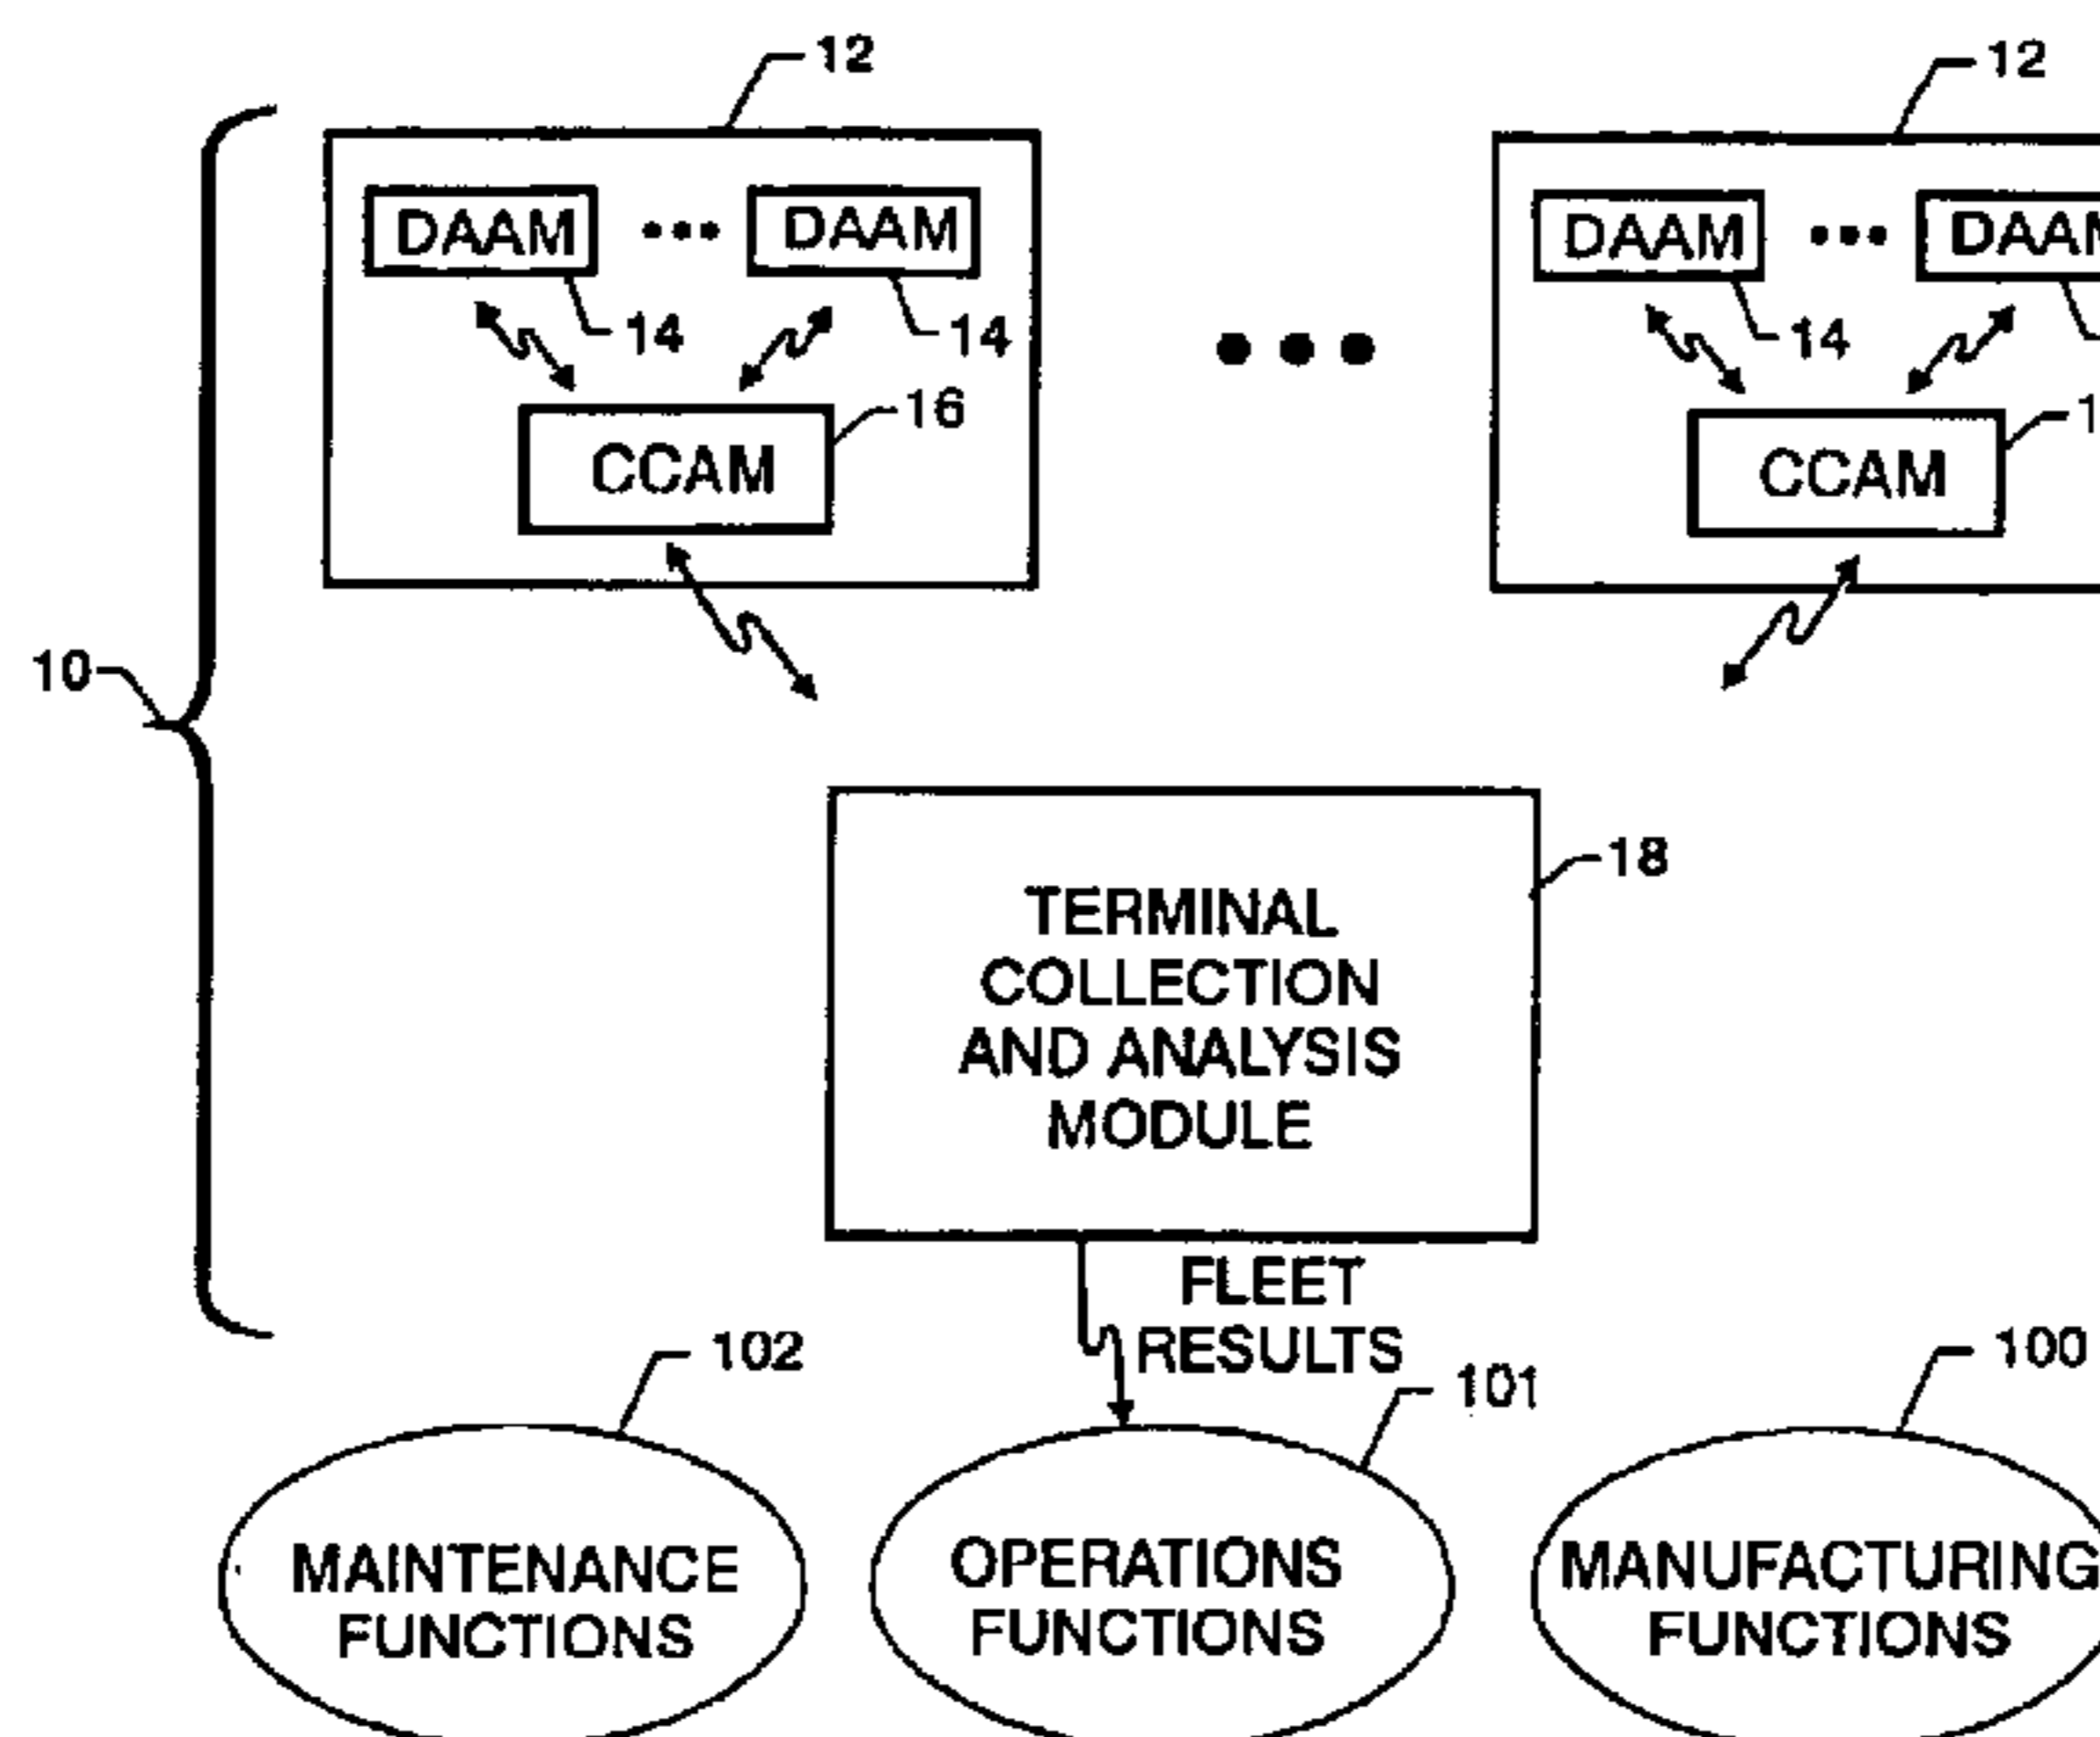 12
12
DAAM ••• DAAM
DAAM •••
14
14
14
16
CCAM
CCAM
•••
10
18
TERMINAL
COLLECTION
AND ANALYSIS
MODULE
FLEET
RESULTS
102
101
100
MAINTENANCE
FUNCTIONS
OPERATIONS
FUNCTIONS
MANUFACTURING
FUNCTIONS